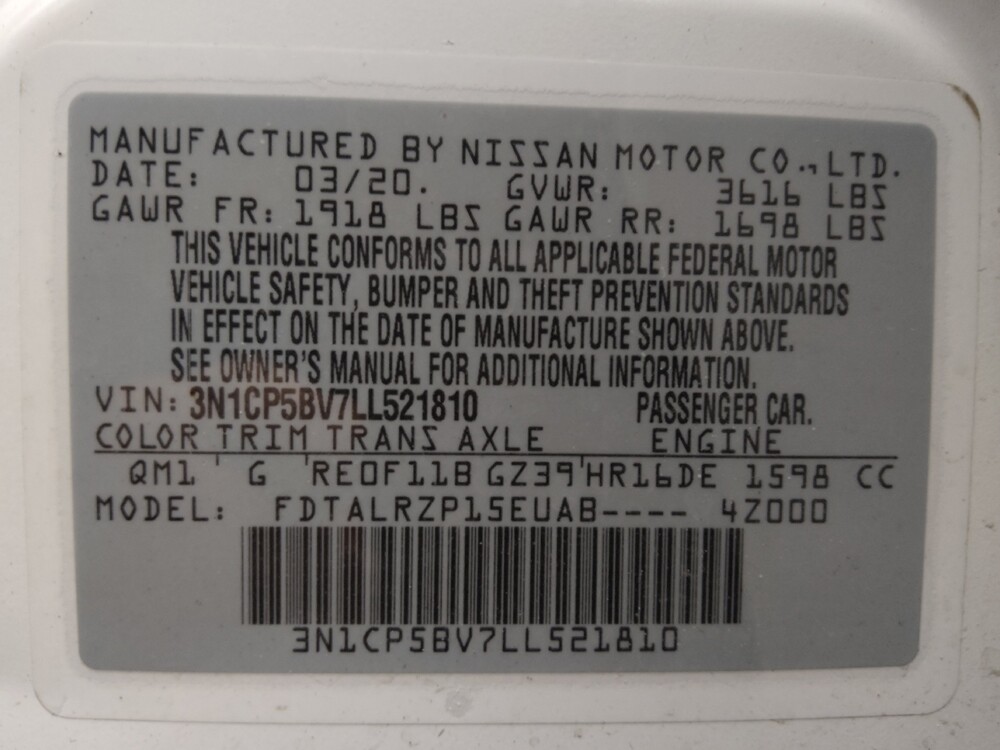 MANUFACTURED BY NISSAN MOTOR CO.,LTD.
DATE: 03/20. GVWR: 3616 LBS
GAWR FR: 1918 LBS GAWR RR: 1698 LBS
THIS VEHICLE CONFORMS TO ALL APPLICABLE FEDERAL MOTOR
VEHICLE SAFETY, BUMPER AND THEFT PREVENTION STANDARDS
IN EFFECT ON THE DATE OF MANUFACTURE SHOWN ABOVE.
SEE OWNER'S MANUAL FOR ADDITIONAL INFORMATION.
VIN: 3N1CP5BV7LL521810 PASSENGER CAR.
COLOR TRIM TRANS AXLE ENGINE
QM1 G RE0F11B GZ39 HR16DE 1598 CC
MODEL: FDTALRZP15EUAB---- 4Z000
3N1CP5BV7LL521810